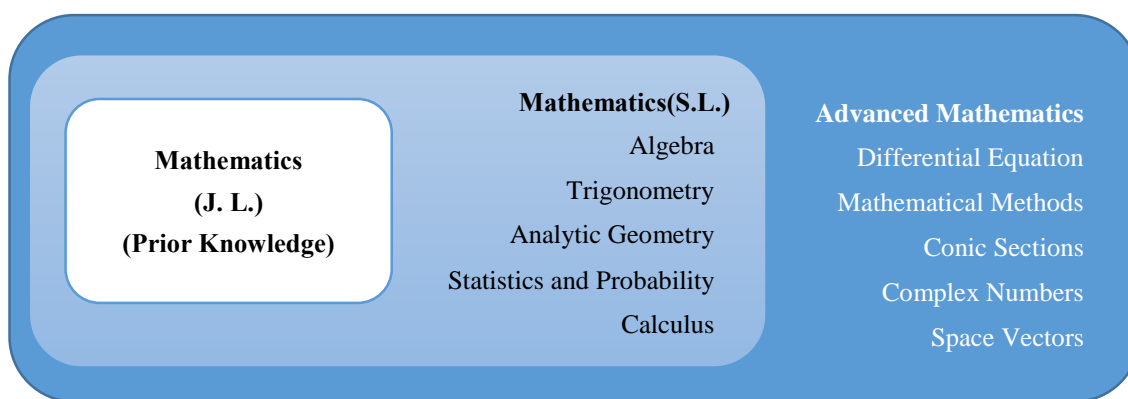 Mathematics
(J. L.)
(Prior Knowledge)
Mathematics(S.L.)
Algebra
Trigonometry
Analytic Geometry
Statistics and Probability
Calculus
Advanced Mathematics
Differential Equation
Mathematical Methods
Conic Sections
Complex Numbers
Space Vectors